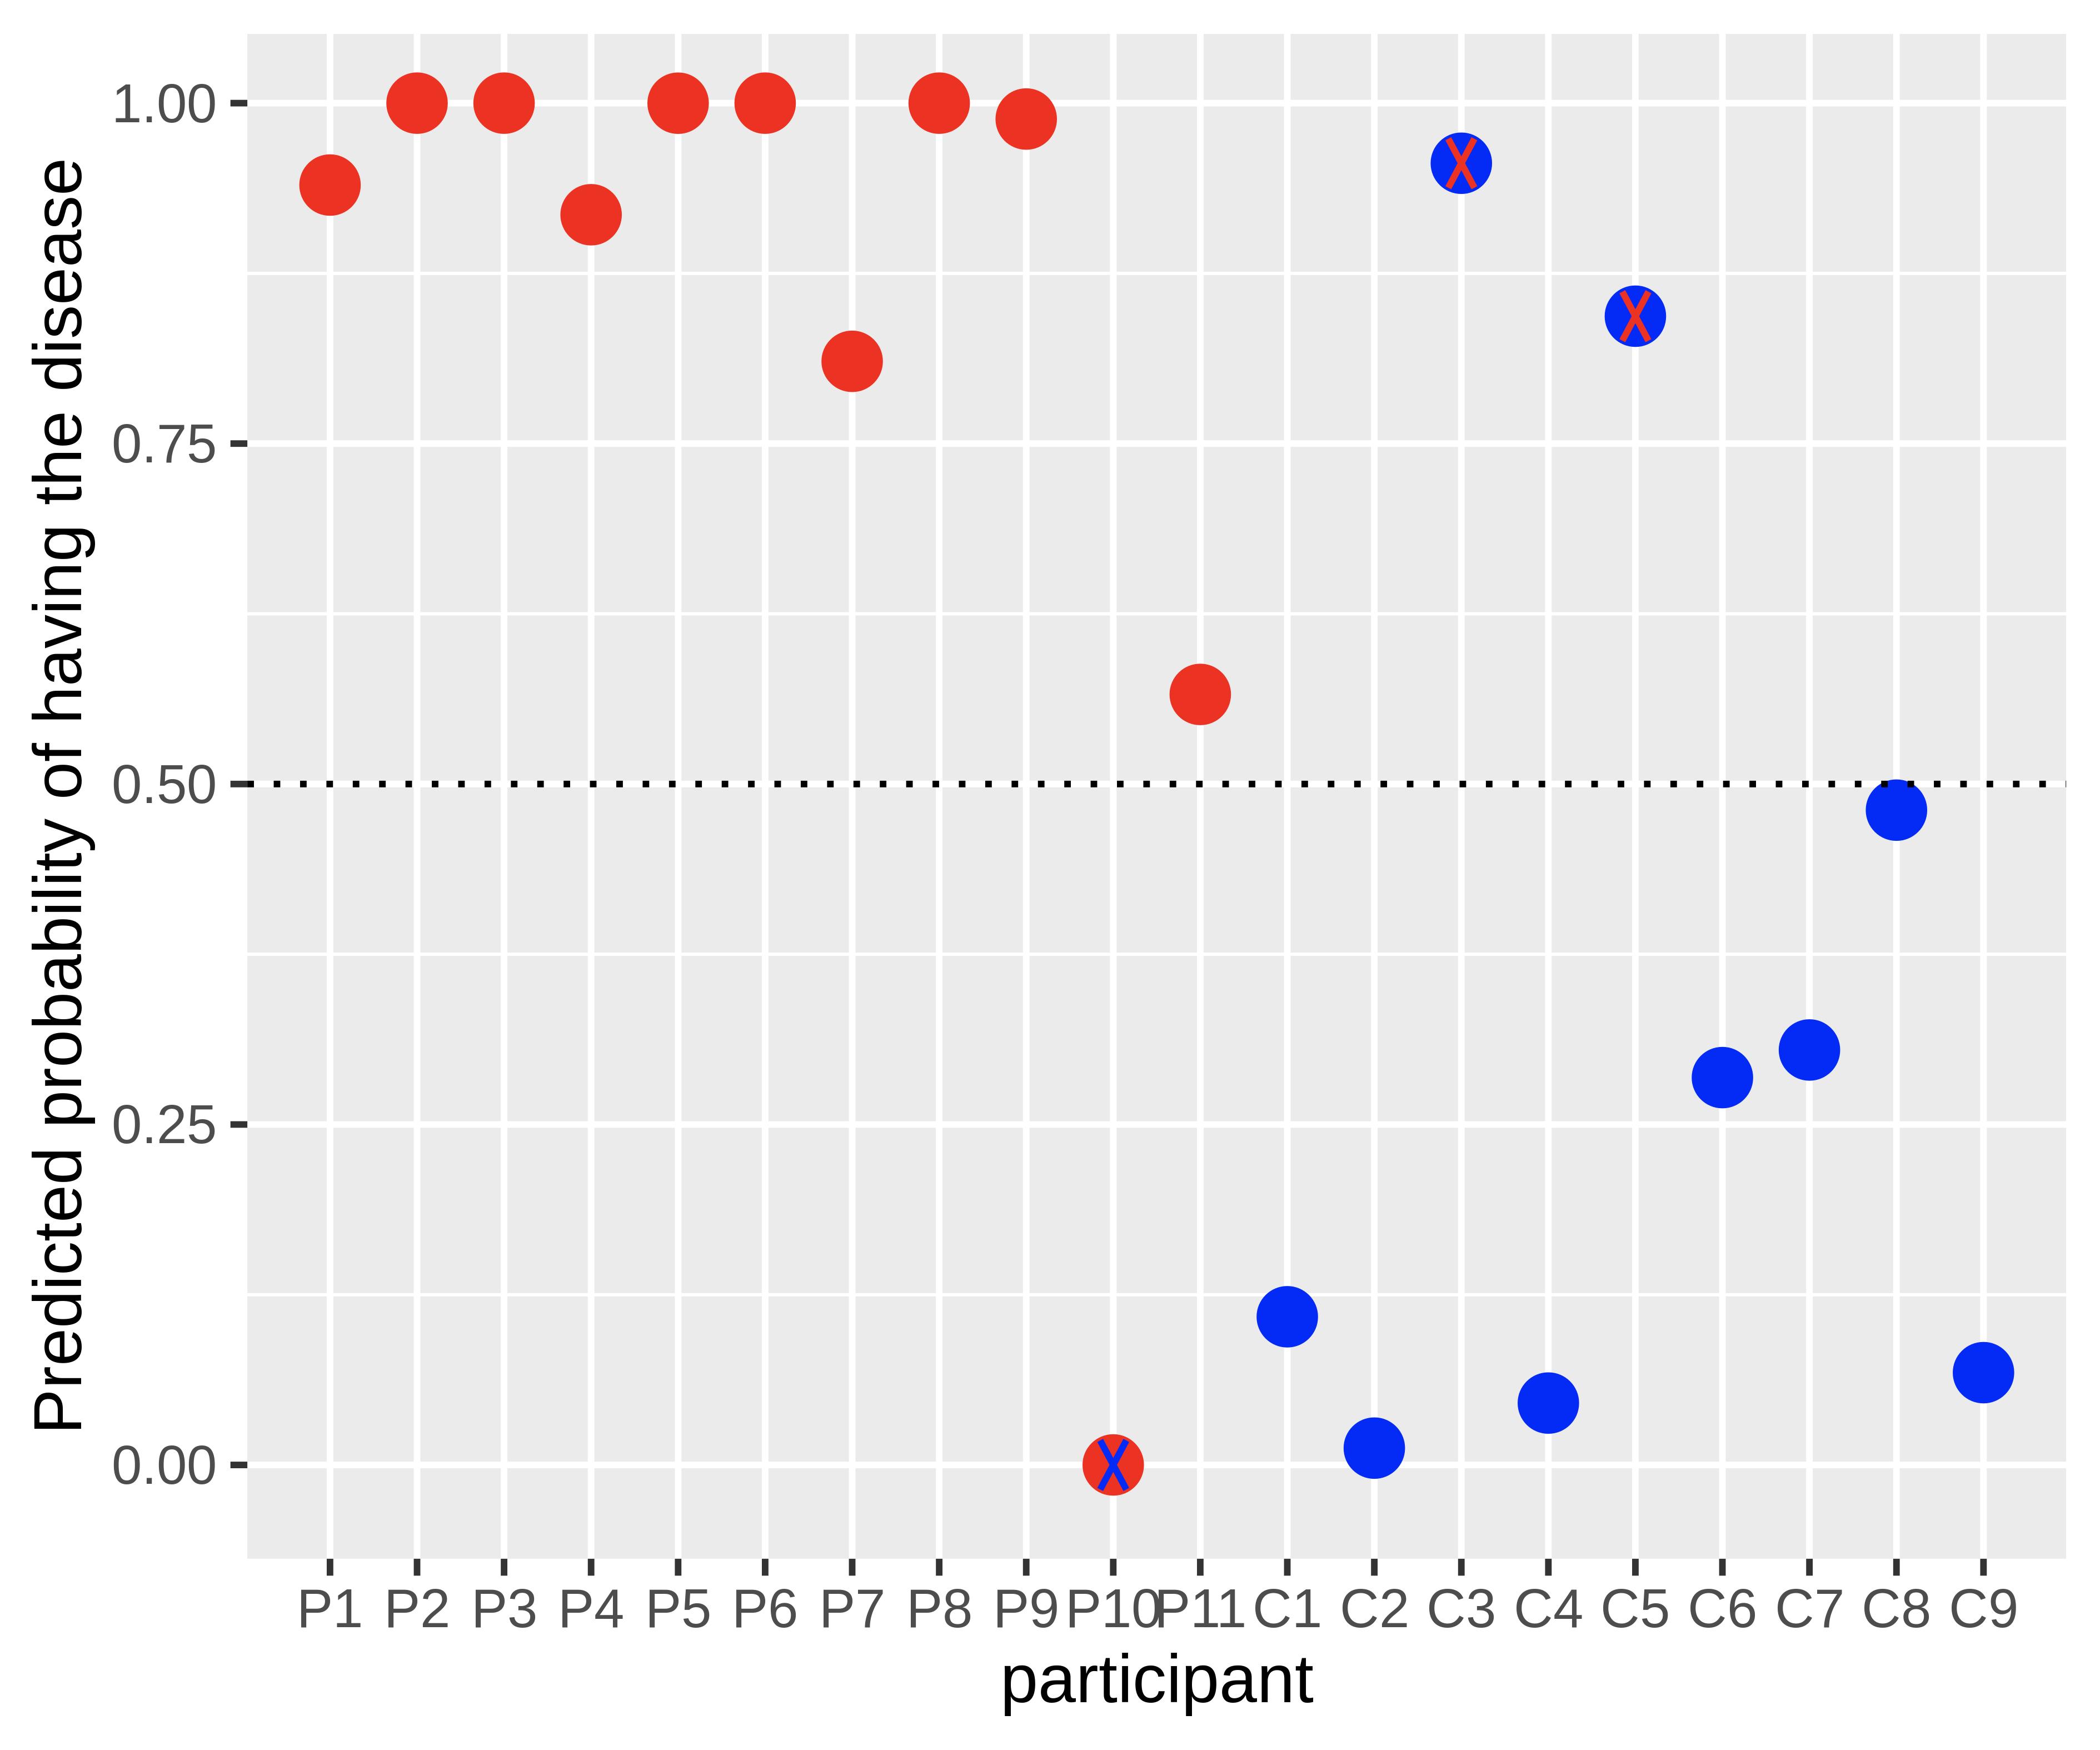 Predicted probability of having the disease
1.00
0.75
0.50
0.25
0.00
P1 P2 P3 P4 P5 P6 P7 P8 P9 P10 P11 C1 C2 C3 C4 C5 C6 C7 C8 C9
participant